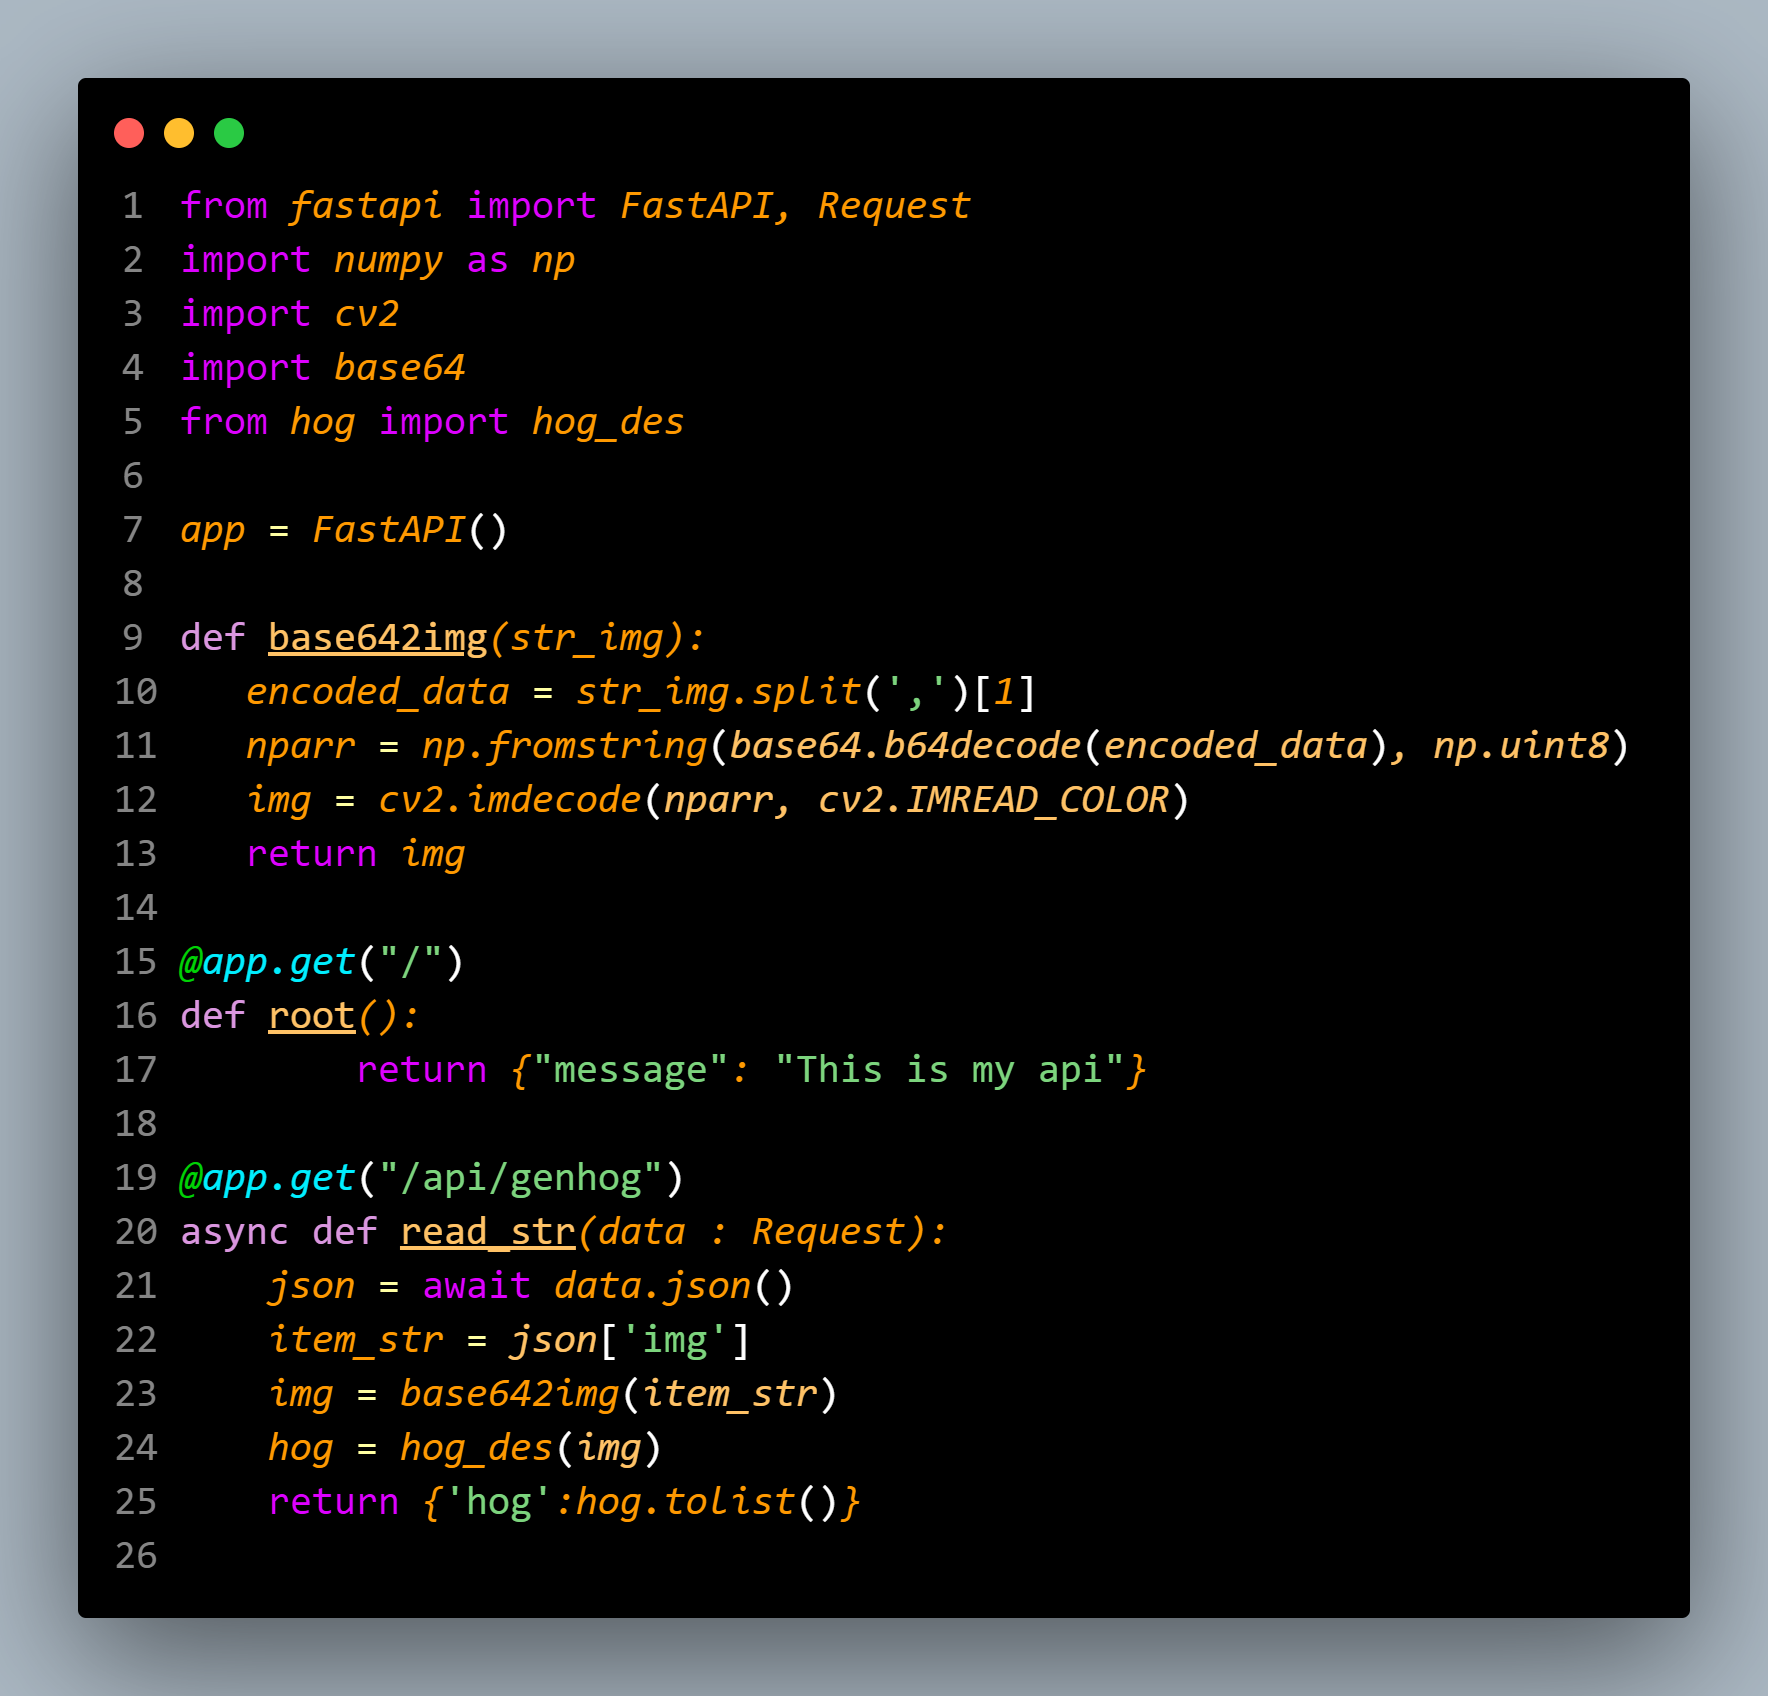 1 from fastapi import FastAPI, Request
2 import numpy as np
3 import cv2
4 import base64
5 from hog import hog_des
6
7 app = FastAPI()
8
9 def base642img(str_img):
10    encoded_data = str_img.split(',')[1]
11    nparr = np.fromstring(base64.b64decode(encoded_data), np.uint8)
12    img = cv2.imdecode(nparr, cv2.IMREAD_COLOR)
13    return img
14
15 @app.get("/")
16 def root():
17         return {"message": "This is my api"}
18
19 @app.get("/api/genhog")
20 async def read_str(data : Request):
21     json = await data.json()
22     item_str = json['img']
23     img = base642img(item_str)
24     hog = hog_des(img)
25     return {'hog':hog.tolist()}
26